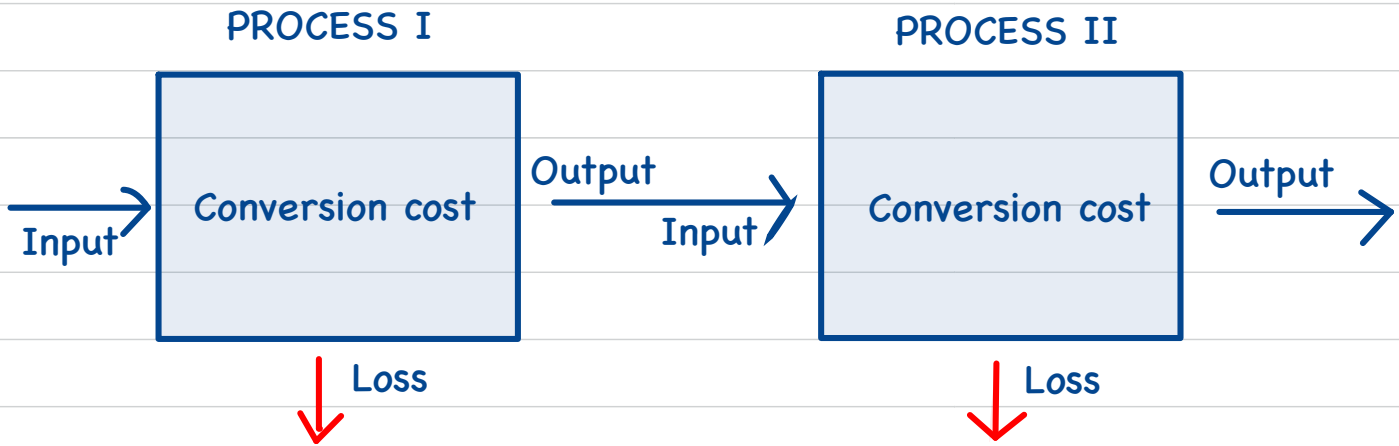 PROCESS I
PROCESS II
Input
Conversion cost
Output
Input
Conversion cost
Output
Loss
Loss